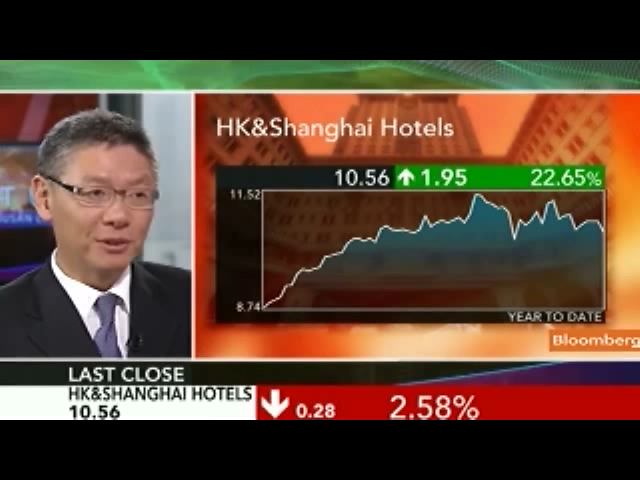 HK&Shanghai Hotels
10.56 1.95 22.65%
11.52
8.74
YEAR TO DATE
Bloomberg
LAST CLOSE
HK&SHANGHAI HOTELS
10.56
0.28 2.58%